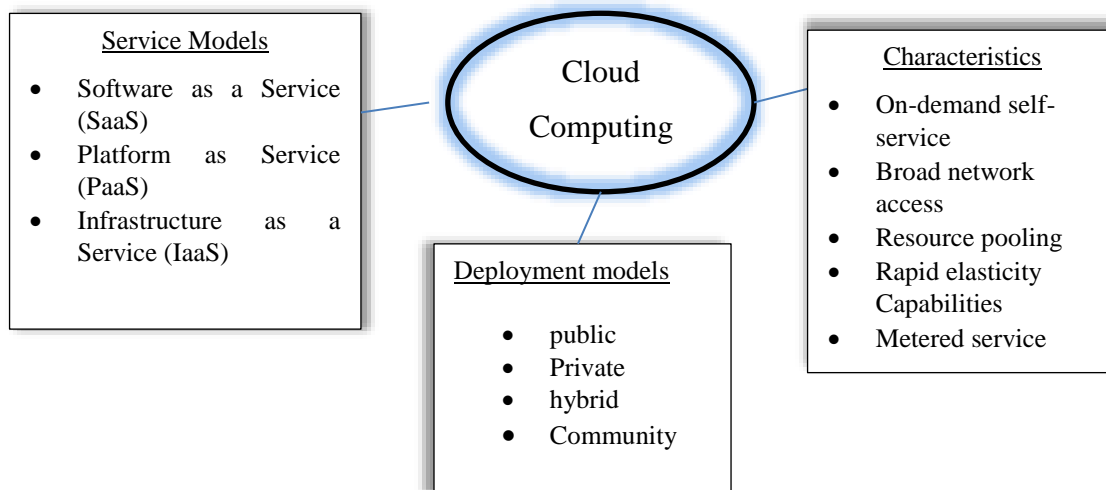 Service Models
• Software as a Service
(SaaS)
• Platform as Service
(PaaS)
• Infrastructure as a
Service (IaaS)
Cloud
Computing
Characteristics
• On-demand self-
service
• Broad network
access
• Resource pooling
• Rapid elasticity
Capabilities
• Metered service
Deployment models
• public
• Private
• hybrid
• Community